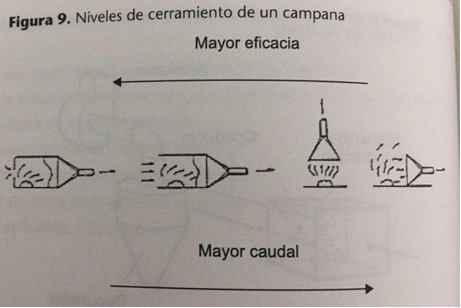 Figura 9. Niveles de cerramiento de un campana
Mayor eficacia
Mayor caudal